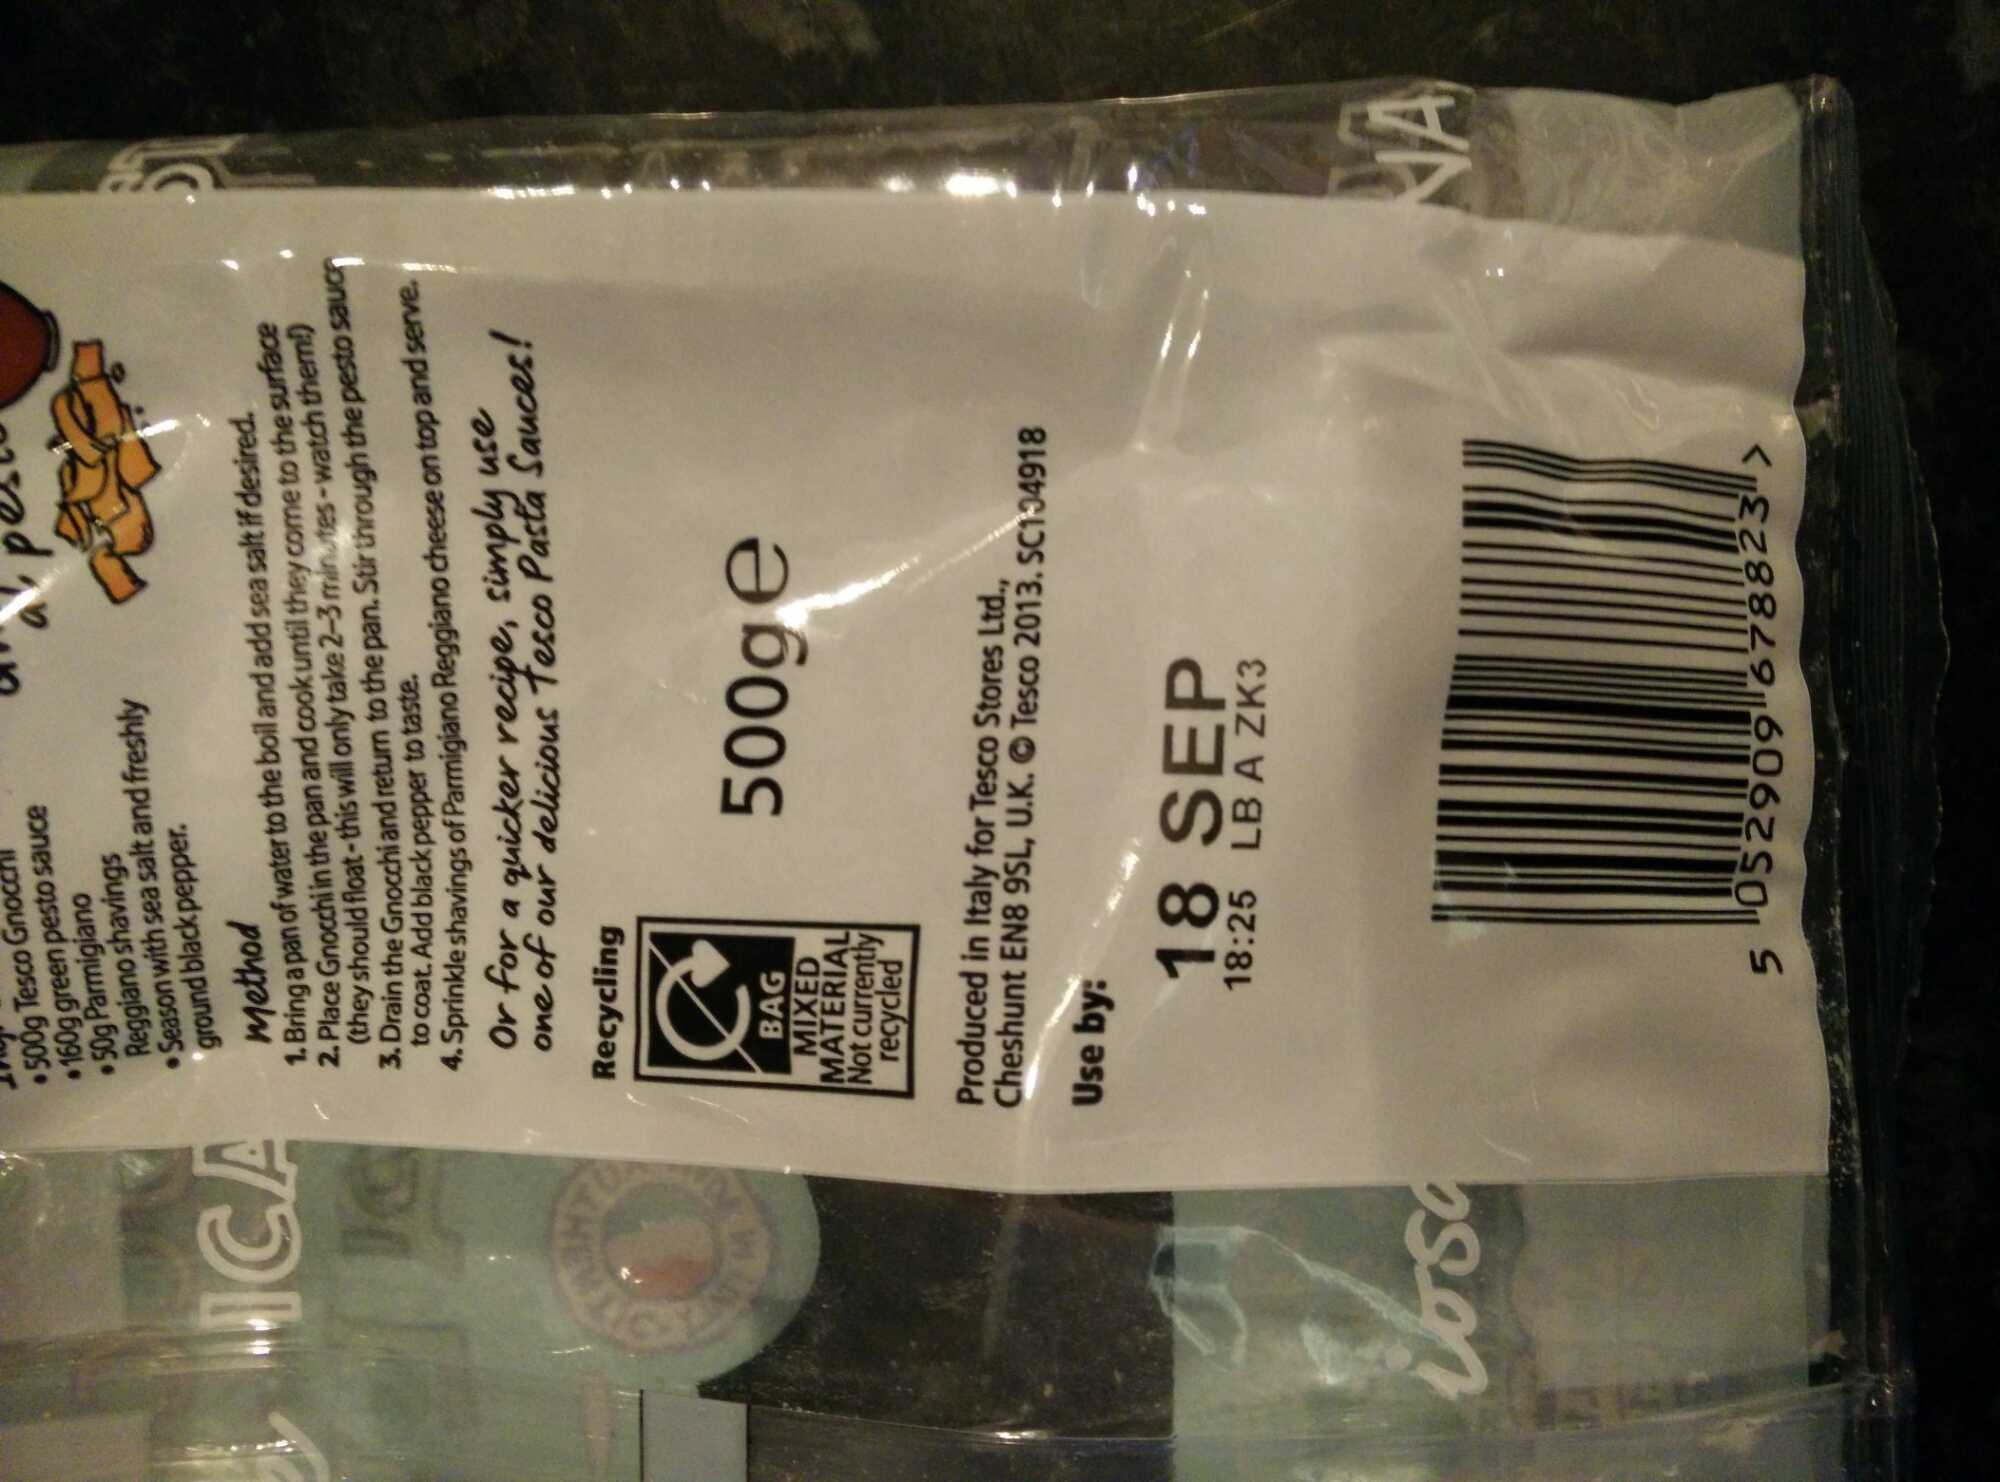 al pesto
• 500g Tesco Gnocchi
• 160g green pesto sauce
• 50g Parmigiano
Reggiano shavings
• Season with sea salt and freshly
ground black pepper.
Method
1. Bring a pan of water to the boil and add sea salt if desired.
2. Place Gnocchi in the pan and cook until they come to the surface
(they should float - this will only take 2–3 minutes - watch them!)
3. Drain the Gnocchi and return to the pan. Stir through the pesto sauce
to coat. Add black pepper to taste.
4. Sprinkle shavings of Parmigiano Reggiano cheese on top and serve.
Or for a quicker recipe, simply use
one of our delicious Tesco Pasta Sauces!
Recycling
BAG
MIXED
MATERIAL
Not currently
recycled
500g e
Produced in Italy for Tesco Stores Ltd.,
Cheshunt EN8 9SL, U.K. © Tesco 2013. SC104918
Use by:
18 SEP
18:25 LB A ZK3
5 052909 678823 >